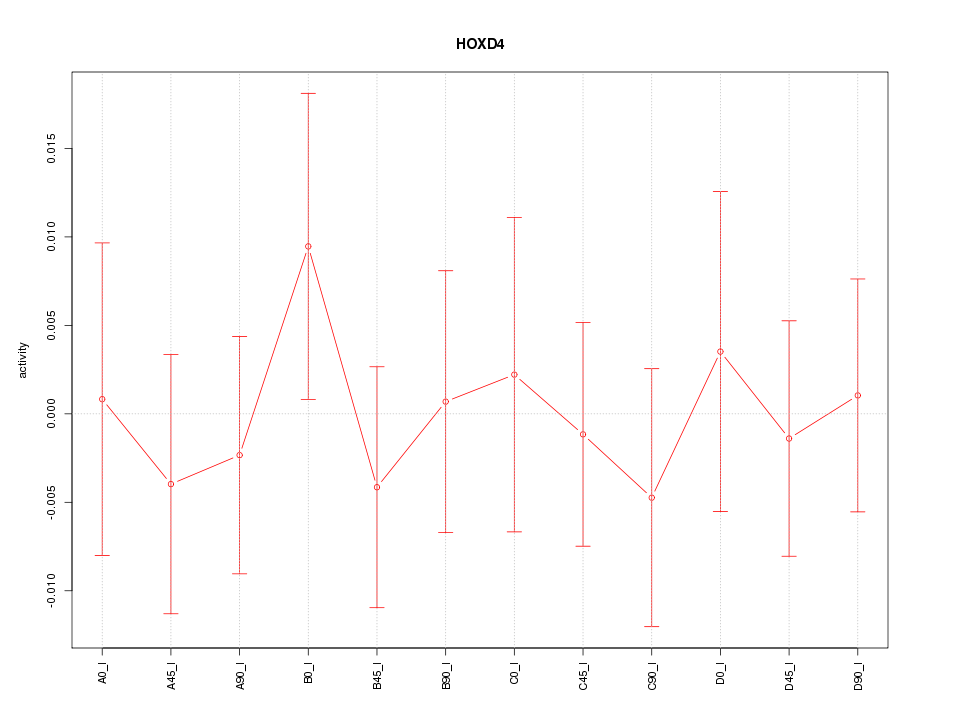 HOXD4
activity
0.015
0.010
0.005
0.000
-0.005
-0.010
A0_I
A45_I
A90_I
B0_I
B45_I
B90_I
C0_I
C45_I
C90_I
D0_I
D45_I
D90_I